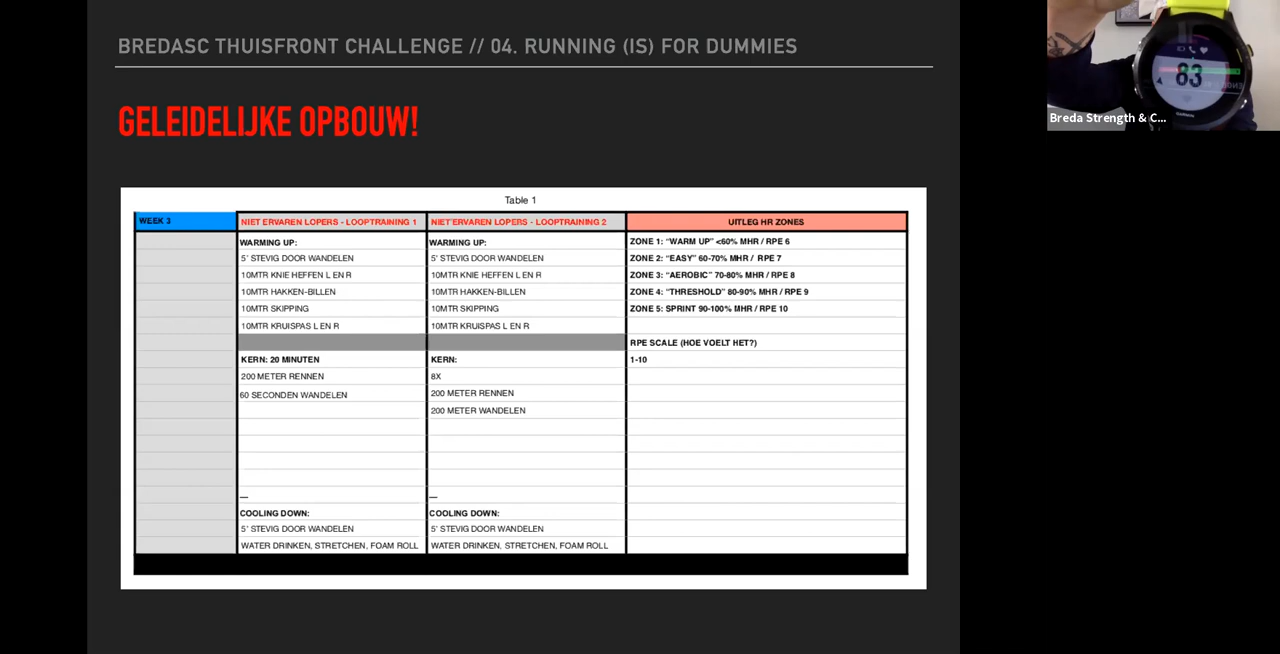 BREDASC THUISFRONT CHALLENGE // 04. RUNNING (IS) FOR DUMMIES
GELEIDELIJKE OPBOUW!
83
GARMIN
Breda Strength & C...
Table 1
WEEK 3
NIET ERVAREN LOPERS - LOOPTRAINING 1
NIET ERVAREN LOPERS - LOOPTRAINING 2
UITLEG HR ZONES
WARMING UP:
WARMING UP:
ZONE 1: “WARM UP” <60% MHR / RPE 6
5' STEVIG DOOR WANDELEN
5' STEVIG DOOR WANDELEN
ZONE 2: “EASY” 60-70% MHR / RPE 7
10MTR KNIE HEFFEN L EN R
10MTR KNIE HEFFEN L EN R
ZONE 3: “AEROBIC” 70-80% MHR / RPE 8
10MTR HAKKEN-BILLEN
10MTR HAKKEN-BILLEN
ZONE 4: “THRESHOLD” 80-90% MHR / RPE 9
10MTR SKIPPING
10MTR SKIPPING
ZONE 5: SPRINT 90-100% MHR / RPE 10
10MTR KRUISPAS L EN R
10MTR KRUISPAS L EN R
RPE SCALE (HOE VOELT HET?)
KERN: 20 MINUTEN
KERN:
1-10
200 METER RENNEN
8X
60 SECONDEN WANDELEN
200 METER RENNEN
200 METER WANDELEN
—
—
COOLING DOWN:
COOLING DOWN:
5' STEVIG DOOR WANDELEN
5' STEVIG DOOR WANDELEN
WATER DRINKEN, STRETCHEN, FOAM ROLL
WATER DRINKEN, STRETCHEN, FOAM ROLL